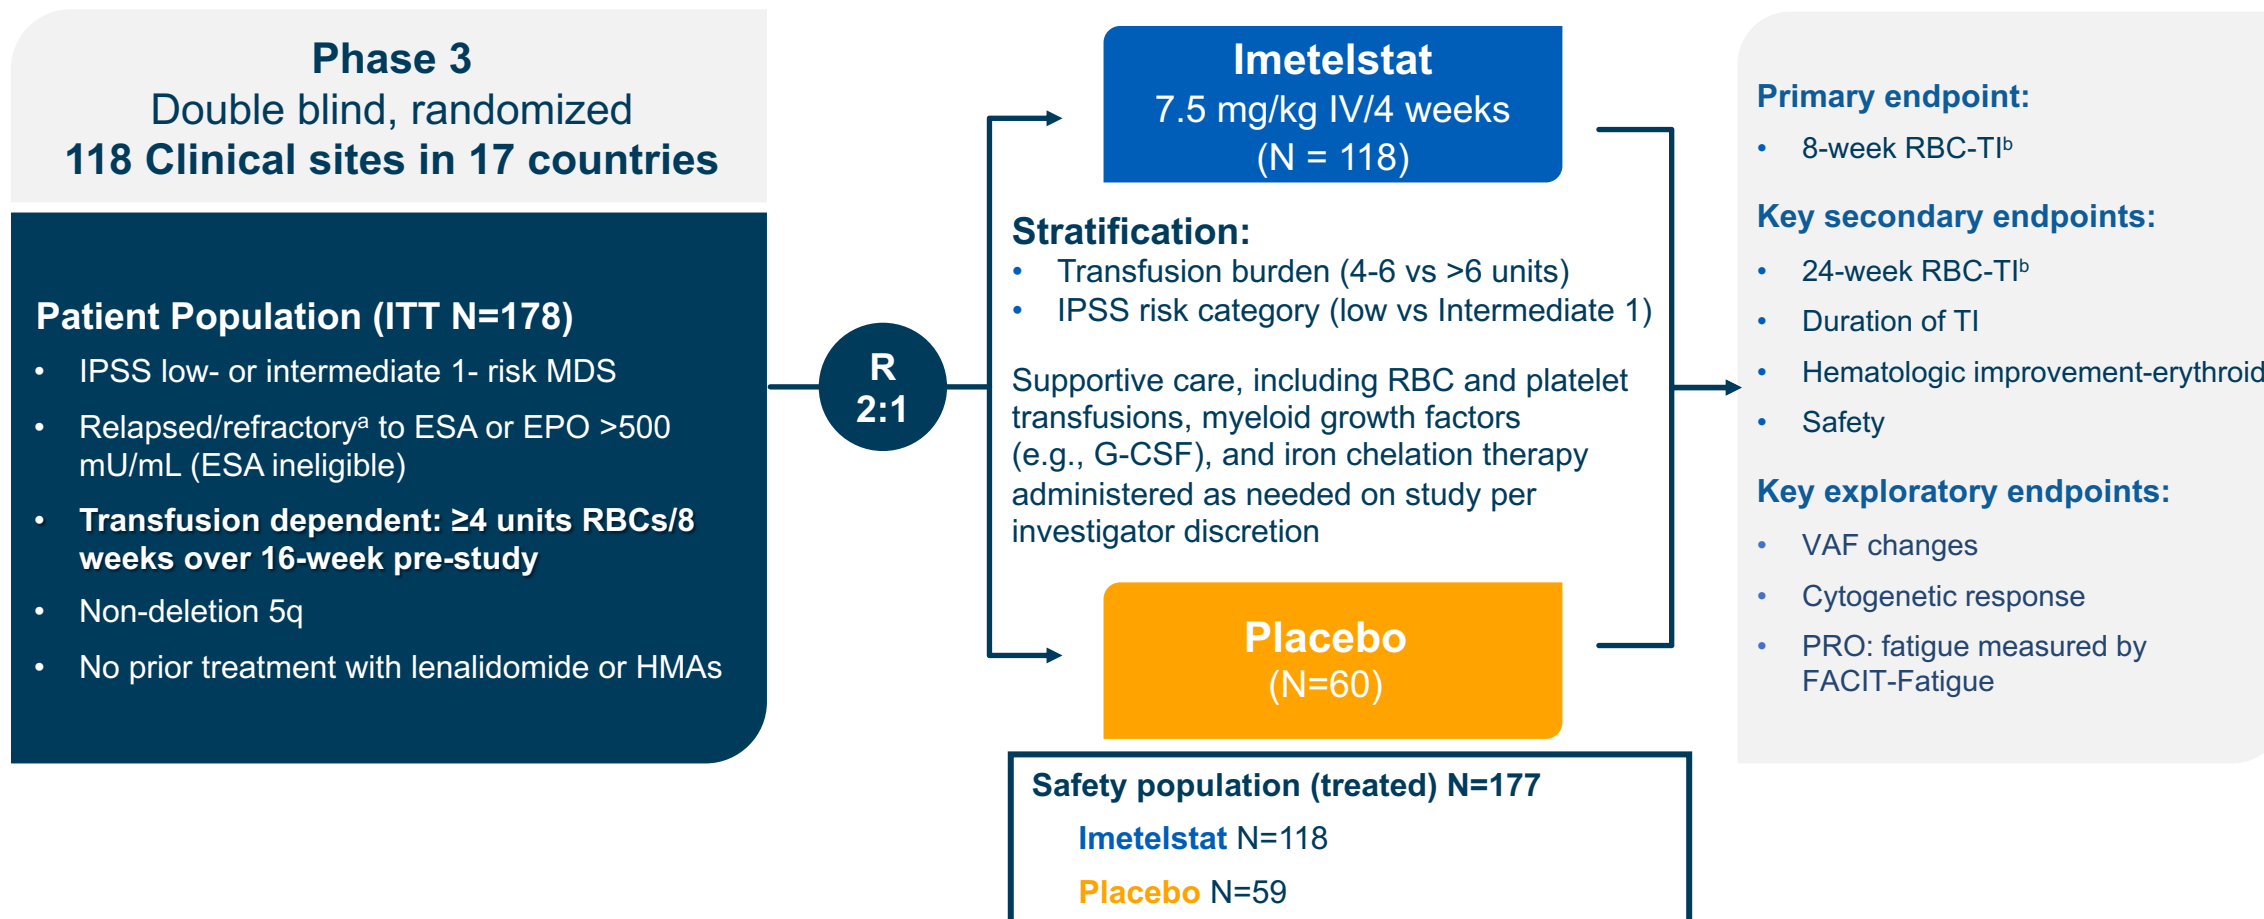 Phase 3
Double blind, randomized
118 Clinical sites in 17 countries
Patient Population (ITT N=178)
• IPSS low- or intermediate 1- risk MDS
• Relapsed/refractoryᵃ to ESA or EPO >500
mU/mL (ESA ineligible)
• Transfusion dependent: ≥4 units RBCs/8
weeks over 16-week pre-study
• Non-deletion 5q
• No prior treatment with lenalidomide or HMAs
R
2:1
Imetelstat
7.5 mg/kg IV/4 weeks
(N = 118)
Stratification:
• Transfusion burden (4-6 vs >6 units)
• IPSS risk category (low vs Intermediate 1)
Supportive care, including RBC and platelet
transfusions, myeloid growth factors
(e.g., G-CSF), and iron chelation therapy
administered as needed on study per
investigator discretion
Placebo
(N=60)
Safety population (treated) N=177
Imetelstat N=118
Placebo N=59
Primary endpoint:
• 8-week RBC-TIᵇ
Key secondary endpoints:
• 24-week RBC-TIᵇ
• Duration of TI
• Hematologic improvement-erythroid
• Safety
Key exploratory endpoints:
• VAF changes
• Cytogenetic response
• PRO: fatigue measured by
FACIT-Fatigue